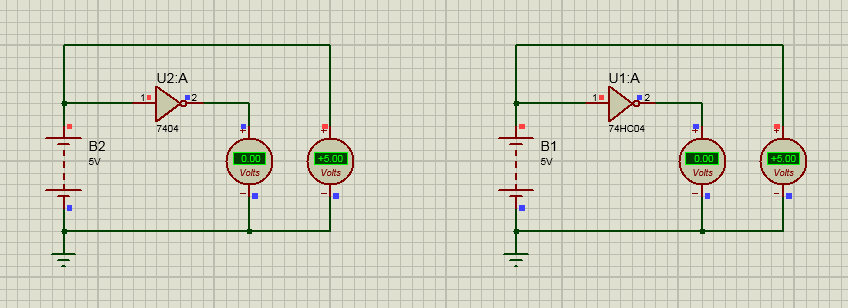 U2:A
1 2
7404
B2
5V
0.00
Volts
+5.00
Volts
U1:A
1 2
74HC04
B1
5V
0.00
Volts
+5.00
Volts